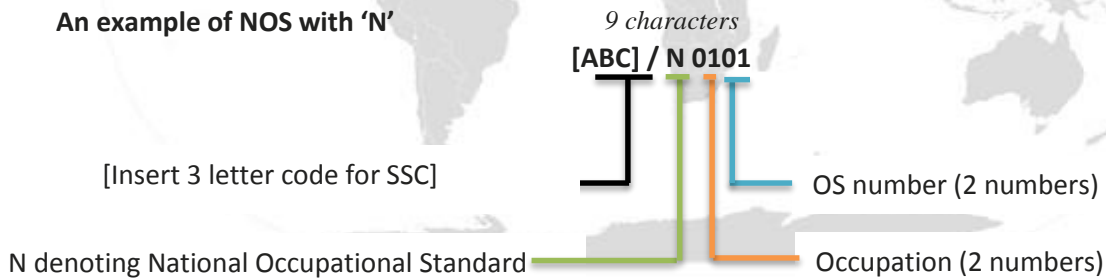 An example of NOS with ‘N’
9 characters
[ABC] / N 0101
[Insert 3 letter code for SSC]
OS number (2 numbers)
N denoting National Occupational Standard
Occupation (2 numbers)